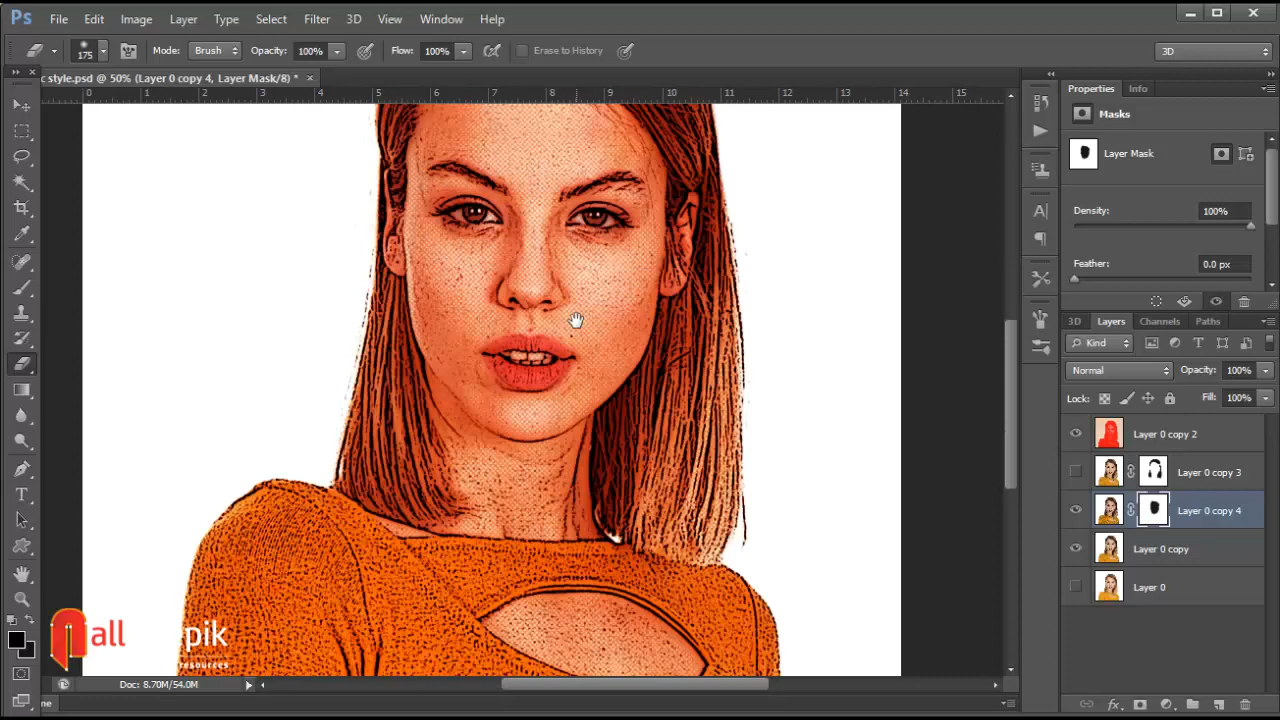 Ps File Edit Image Layer Type Select Filter 3D View Window Help
175 Mode: Brush Opacity: 100% Flow: 100% Erase to History 3D
c style.psd @ 50% (Layer 0 copy 4, Layer Mask/8) * ×
0 1 2 3 4 5 6 7 8 9 10 11 12 13 14 15
Properties Info
Masks
Layer Mask
Density: 100%
Feather: 0.0 px
3D Layers Channels Paths
Kind
Normal Opacity: 100%
Lock: Fill: 100%
Layer 0 copy 2
Layer 0 copy 3
Layer 0 copy 4
Layer 0 copy
Layer 0
all pik
resources
Doc: 8.70M/54.0M
ne